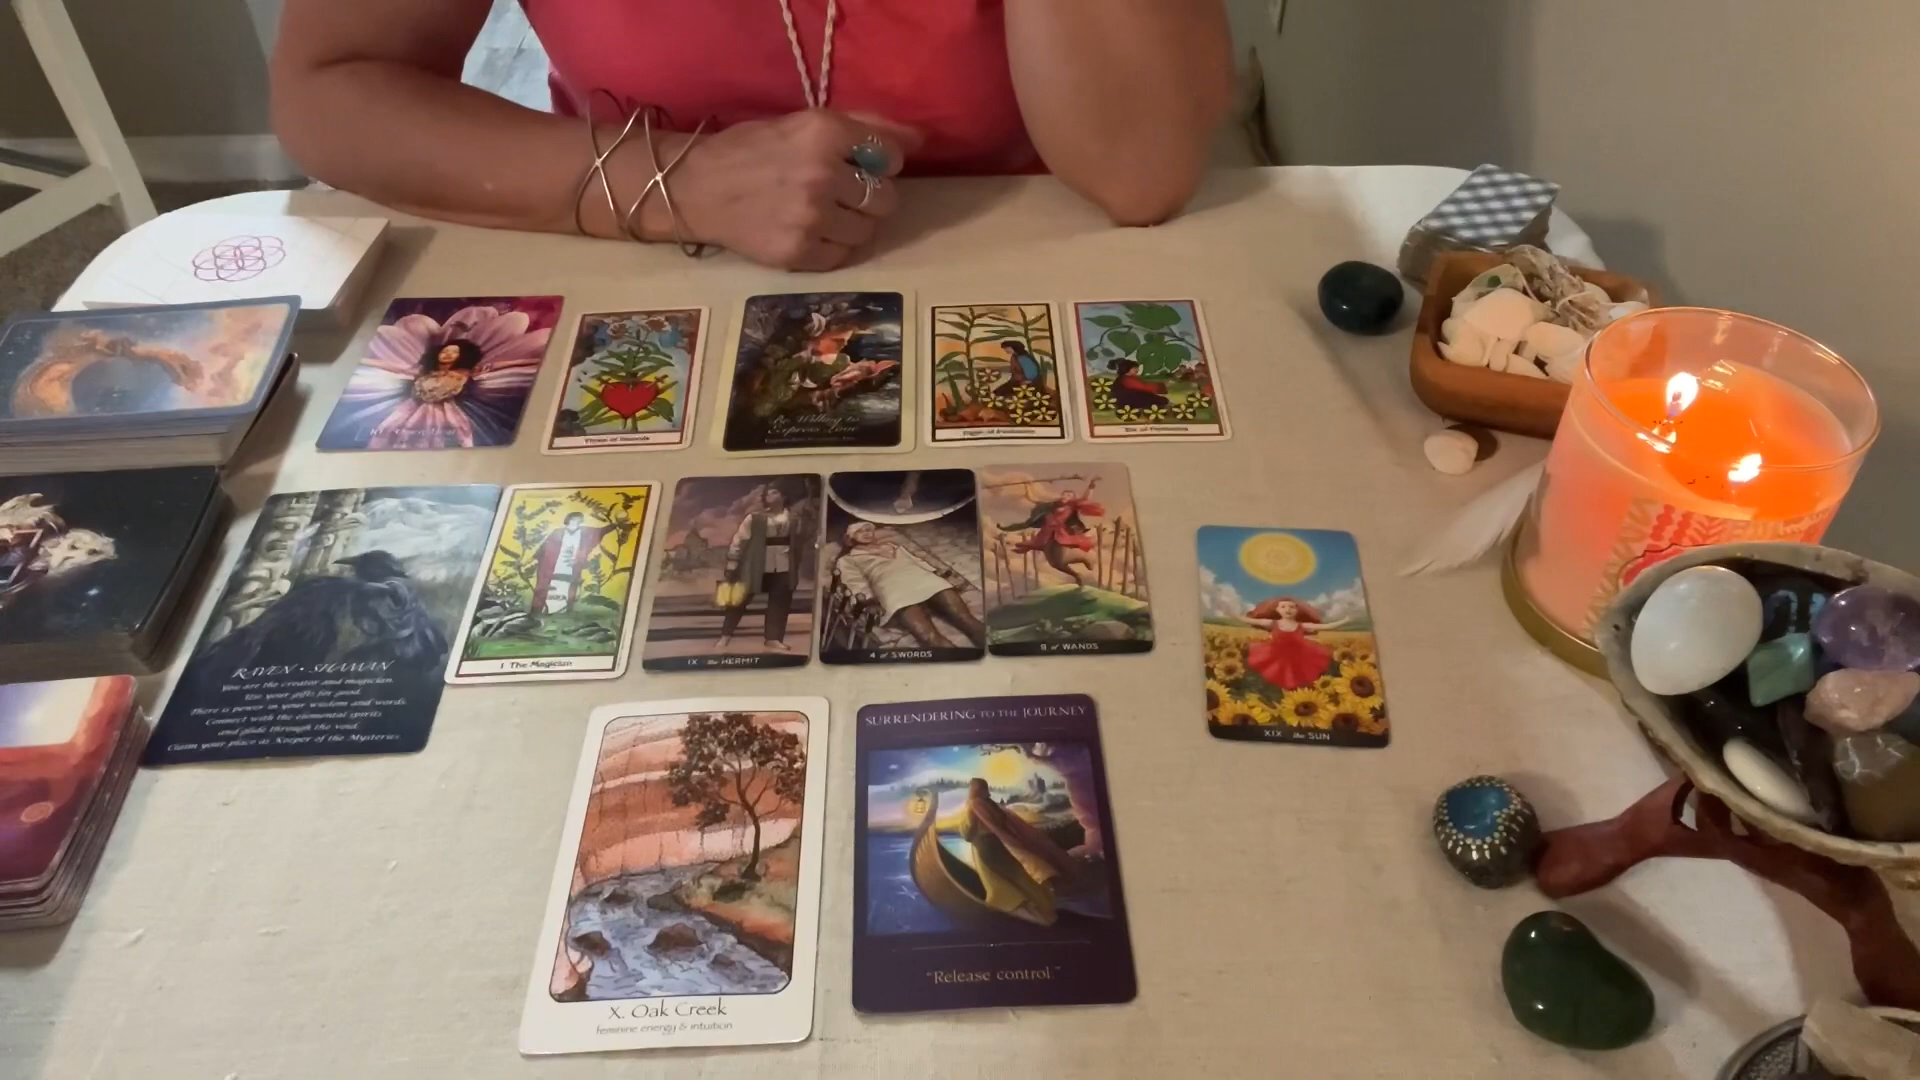 Three of Swords
Be Willing to
Express Love
RAVEN • SHAMAN
You are the creator and magician.
Use your gifts for good.
There is power in your wisdom and words.
Connect with the elemental spirits
and glide through the void.
Claim your place as Keeper of the Mysteries.
I The Magician
IX the HERMIT
4 of SWORDS
9 of WANDS
XIX the SUN
X. Oak Creek
feminine energy & intuition
SURRENDERING TO THE JOURNEY
"Release control."